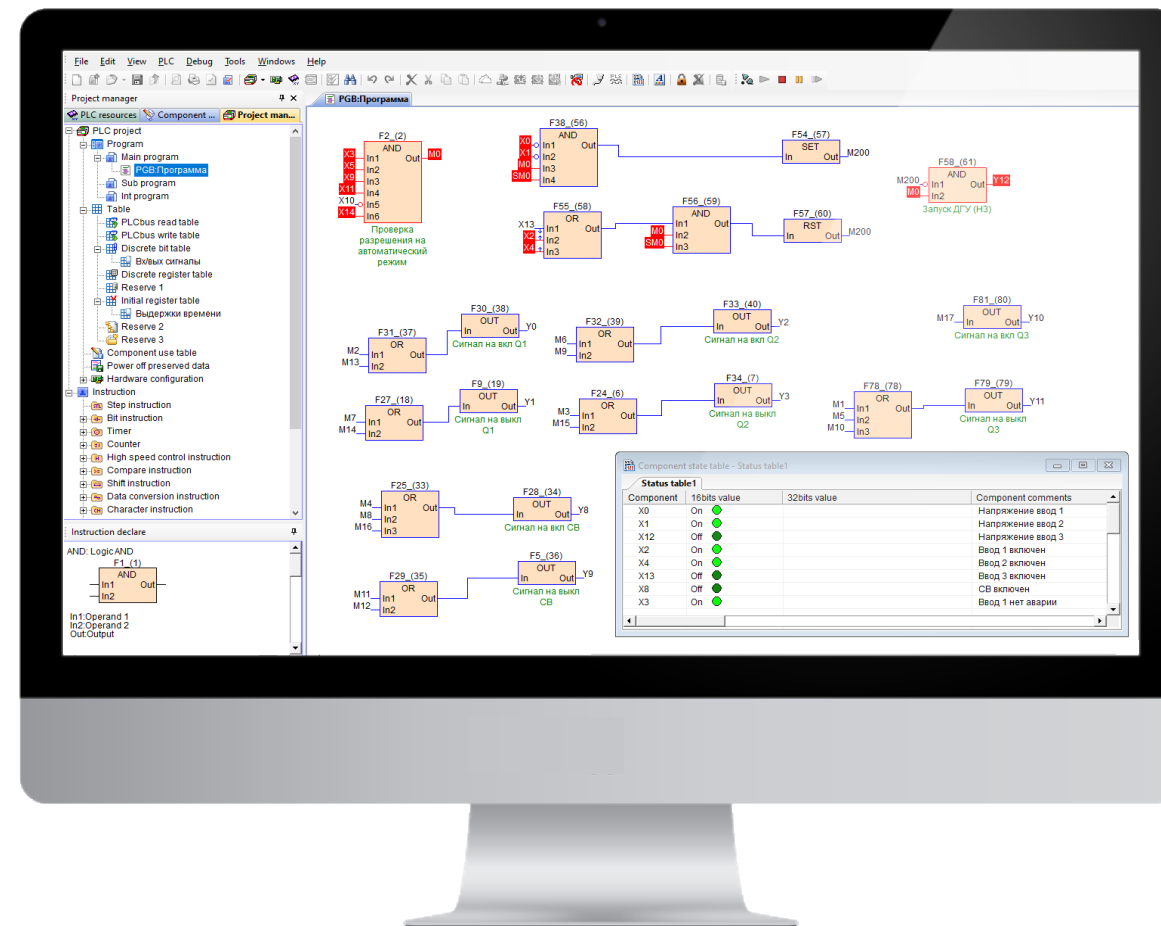 File Edit View PLC Debug Tools Windows Help
Project manager
PLC resources Component ... Project man...
PLC project
Program
Main program
PGB:Программа
Sub program
Int program
Table
PLCbus read table
PLCbus write table
Discrete bit table
Вх/вых сигналы
Discrete register table
Reserve 1
Initial register table
Выдержки времени
Reserve 2
Reserve 3
Component use table
Power off preserved data
Hardware configuration
Instruction
Step instruction
Bit instruction
Timer
Counter
High speed control instruction
Compare instruction
Shift instruction
Data conversion instruction
Character instruction
Instruction declare
AND: Logic AND
F1_(1)
AND
In1 Out
In2
In1:Operand 1
In2:Operand 2
Out:Output
PGB:Программа
F2_(2)
AND
X3 In1 Out M0
X5 In2
X9 In3
X11 In4
X10 In5
X14 In6
Проверка
разрешения на
автоматический
режим
F38_(56)
AND
X0 In1 Out
X1 In2
M0 In3
SM0 In4
F54_(57)
SET
In Out M200
F58_(61)
AND
M200 In1 Out Y12
M0 In2
Запуск ДГУ (НЗ)
F55_(58)
OR
X13 In1 Out
X2 In2
X4 In3
F56_(59)
AND
In1 Out
M0 In2
SM0 In3
F57_(60)
RST
In Out M200
F30_(38)
OUT
In Out Y0
Сигнал на вкл Q1
F31_(37)
OR
M2 In1 Out
M13 In2
F33_(40)
OUT
In Out Y2
Сигнал на вкл Q2
F32_(39)
OR
M6 In1 Out
M9 In2
F81_(80)
OUT
M17 In Out Y10
Сигнал на вкл Q3
F9_(19)
OUT
In Out Y1
Сигнал на выкл
Q1
F27_(18)
OR
M7 In1 Out
M14 In2
F34_(7)
OUT
In Out Y3
Сигнал на выкл
Q2
F24_(6)
OR
M3 In1 Out
M15 In2
F78_(78)
OR
M1 In1 Out
M5 In2
M10 In3
F79_(79)
OUT
In Out Y11
Сигнал на выкл
Q3
F25_(33)
OR
M4 In1 Out
M8 In2
M16 In3
F28_(34)
OUT
In Out Y8
Сигнал на вкл СВ
F29_(35)
OR
M11 In1 Out
M12 In2
F5_(36)
OUT
In Out Y9
Сигнал на выкл
СВ
Component state table - Status table1
Status table1
Component 16bits value 32bits value Component comments
X0 On Напряжение ввод 1
X1 On Напряжение ввод 2
X12 Off Напряжение ввод 3
X2 On Ввод 1 включен
X4 On Ввод 2 включен
X13 Off Ввод 3 включен
X8 Off СВ включен
X3 On Ввод 1 нет аварии